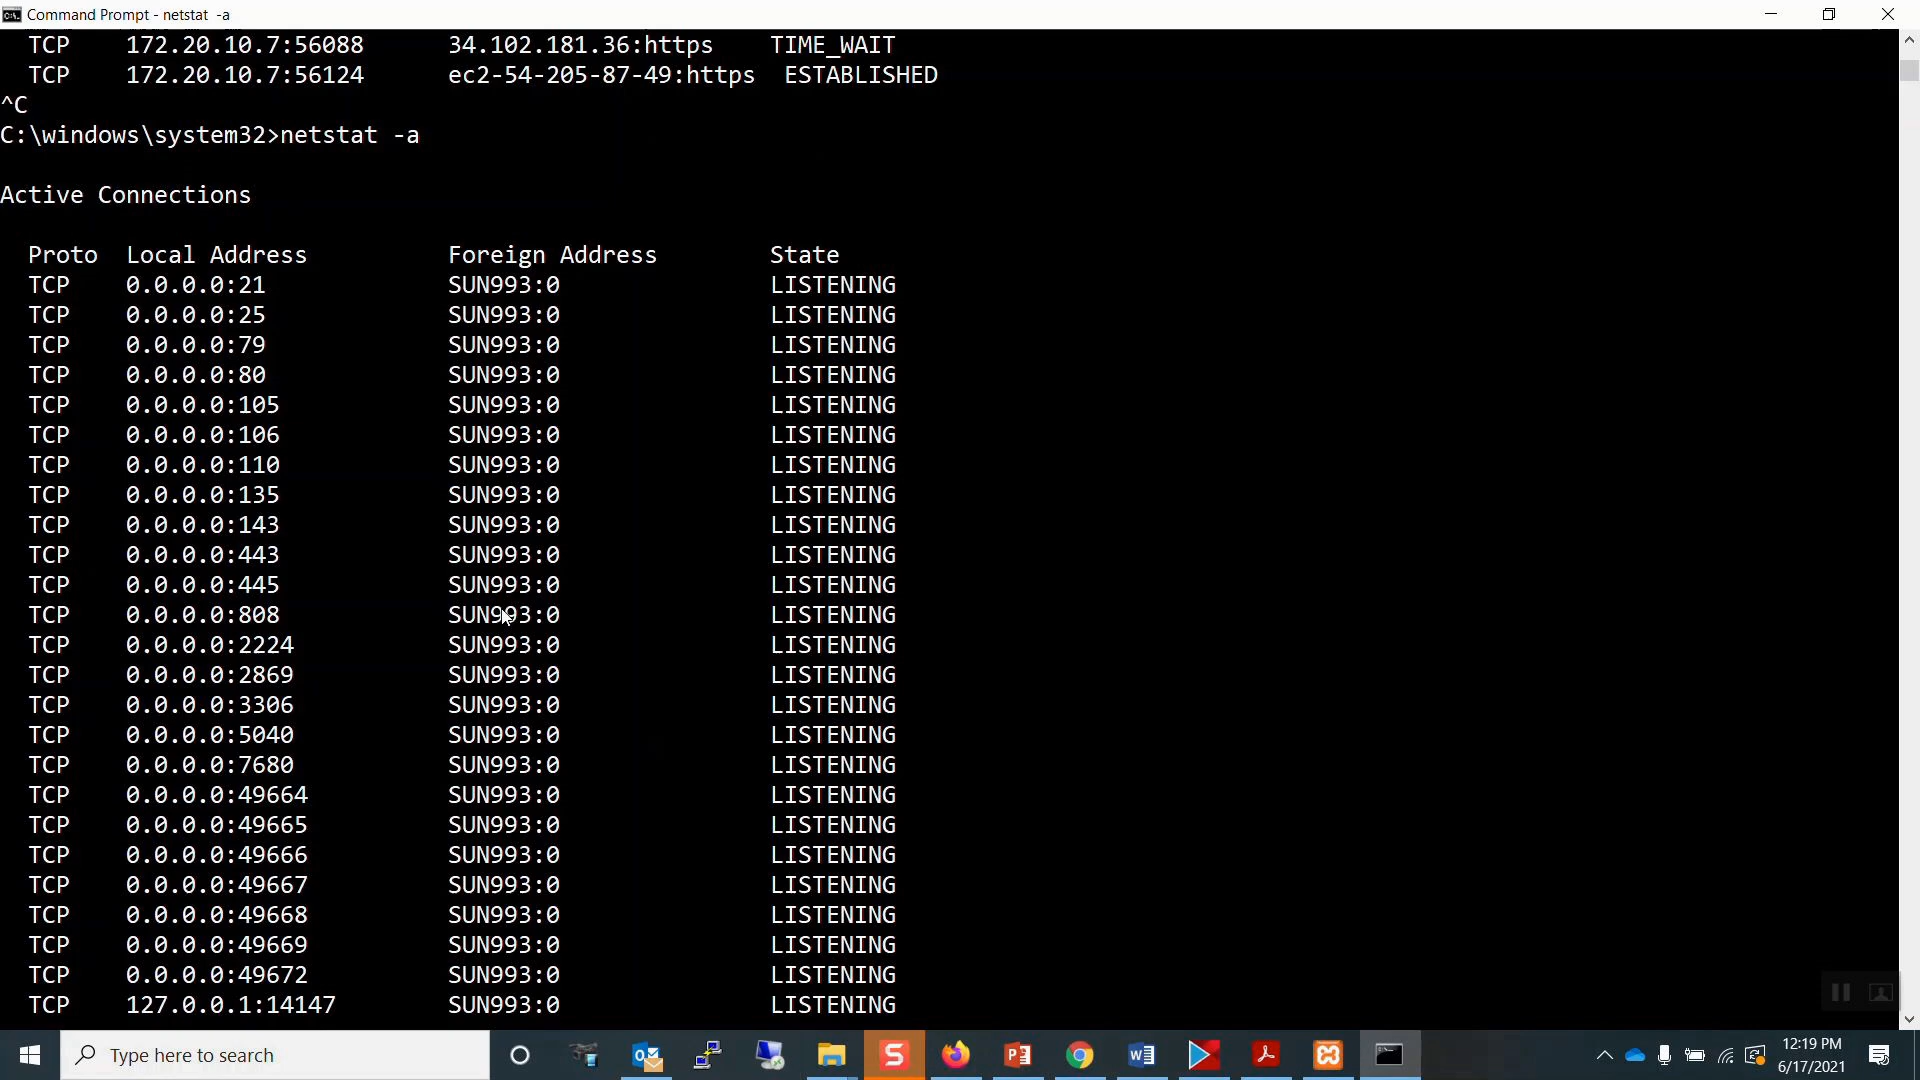 Command Prompt - netstat -a
TCP 172.20.10.7:56088 34.102.181.36:https TIME_WAIT
TCP 172.20.10.7:56124 ec2-54-205-87-49:https ESTABLISHED
^C
C:\windows\system32>netstat -a
Active Connections
Proto Local Address Foreign Address State
TCP 0.0.0.0:21 SUN993:0 LISTENING
TCP 0.0.0.0:25 SUN993:0 LISTENING
TCP 0.0.0.0:79 SUN993:0 LISTENING
TCP 0.0.0.0:80 SUN993:0 LISTENING
TCP 0.0.0.0:105 SUN993:0 LISTENING
TCP 0.0.0.0:106 SUN993:0 LISTENING
TCP 0.0.0.0:110 SUN993:0 LISTENING
TCP 0.0.0.0:135 SUN993:0 LISTENING
TCP 0.0.0.0:143 SUN993:0 LISTENING
TCP 0.0.0.0:443 SUN993:0 LISTENING
TCP 0.0.0.0:445 SUN993:0 LISTENING
TCP 0.0.0.0:808 SUN993:0 LISTENING
TCP 0.0.0.0:2224 SUN993:0 LISTENING
TCP 0.0.0.0:2869 SUN993:0 LISTENING
TCP 0.0.0.0:3306 SUN993:0 LISTENING
TCP 0.0.0.0:5040 SUN993:0 LISTENING
TCP 0.0.0.0:7680 SUN993:0 LISTENING
TCP 0.0.0.0:49664 SUN993:0 LISTENING
TCP 0.0.0.0:49665 SUN993:0 LISTENING
TCP 0.0.0.0:49666 SUN993:0 LISTENING
TCP 0.0.0.0:49667 SUN993:0 LISTENING
TCP 0.0.0.0:49668 SUN993:0 LISTENING
TCP 0.0.0.0:49669 SUN993:0 LISTENING
TCP 0.0.0.0:49672 SUN993:0 LISTENING
TCP 127.0.0.1:14147 SUN993:0 LISTENING
Type here to search
12:19 PM
6/17/2021